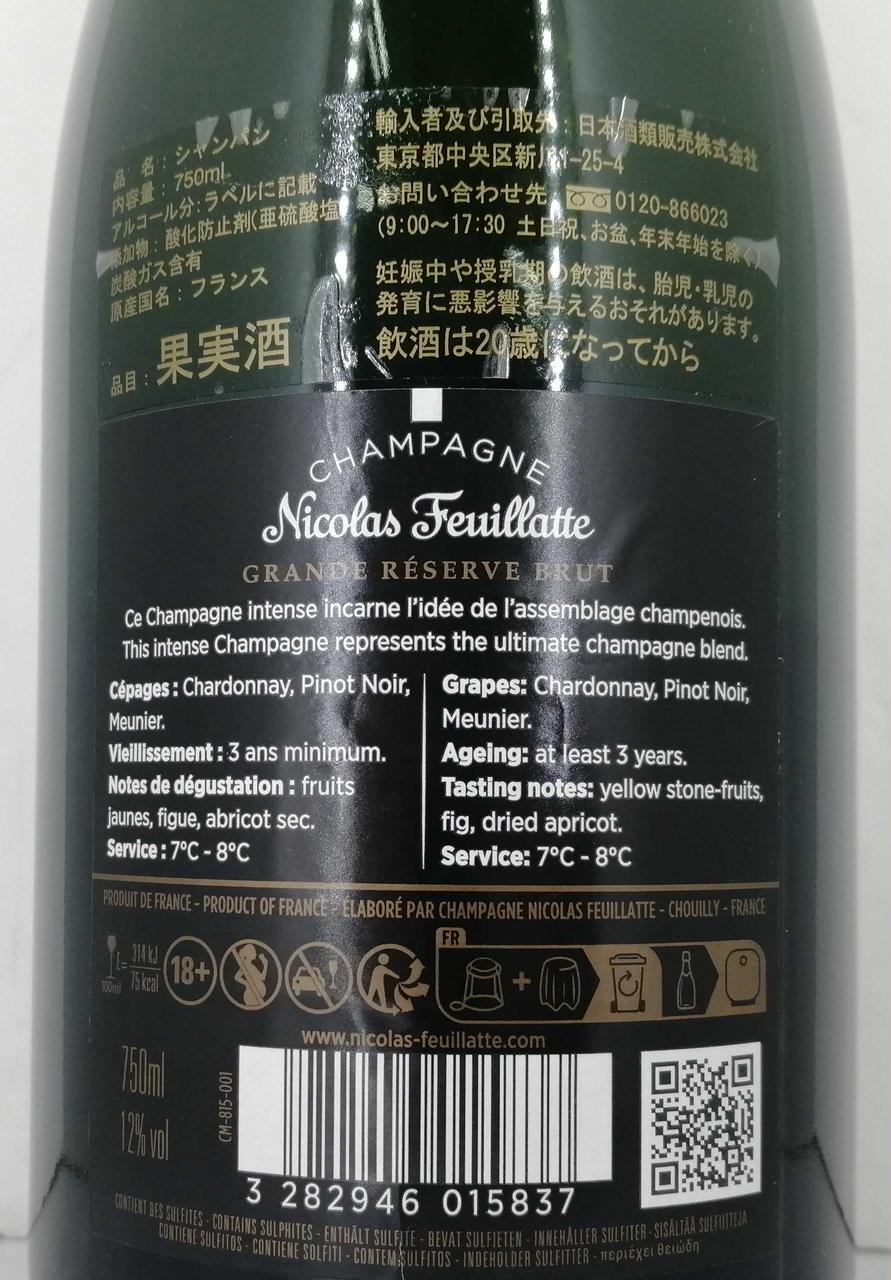 品 名：シャンパン
内容量：750ml
アルコール分：ラベルに記載
添加物：酸化防止剤(亜硫酸塩)
炭酸ガス含有
原産国名：フランス
品目：果実酒
輸入者及び引取先：日本酒類販売株式会社
東京都中央区新川1-25-4
お問い合わせ先 0120-866023
(9:00〜17:30 土日祝、お盆、年末年始を除く)
妊娠中や授乳期の飲酒は、胎児・乳児の
発育に悪影響を与えるおそれがあります。
飲酒は20歳になってから
CHAMPAGNE
Nicolas Feuillatte
GRANDE RÉSERVE BRUT
Ce Champagne intense incarne l'idée de l'assemblage champenois.
This intense Champagne represents the ultimate champagne blend.
Cépages : Chardonnay, Pinot Noir,
Meunier.
Vieillissement : 3 ans minimum.
Notes de dégustation : fruits
jaunes, figue, abricot sec.
Service : 7°C - 8°C
Grapes: Chardonnay, Pinot Noir,
Meunier.
Ageing: at least 3 years.
Tasting notes: yellow stone-fruits,
fig, dried apricot.
Service: 7°C - 8°C
PRODUIT DE FRANCE - PRODUCT OF FRANCE - ÉLABORÉ PAR CHAMPAGNE NICOLAS FEUILLATTE - CHOUILLY - FRANCE
FR
100ml E= 314 kJ
75 kcal
18+
+
www.nicolas-feuillatte.com
750ml
12% vol
CM-815-001
3 282946 015837
CONTIENT DES SULFITES - CONTAINS SULPHITES - ENTHÄLT SULFITE - BEVAT SULFIETEN - INNEHÅLLER SULFITER - SISÄLTÄÄ SULFIITTEJA
CONTIENE SULFITOS - CONTIENE SOLFITI - CONTEM SULFITOS - INDEHOLDER SULFITTER - περιέχει θειώδη